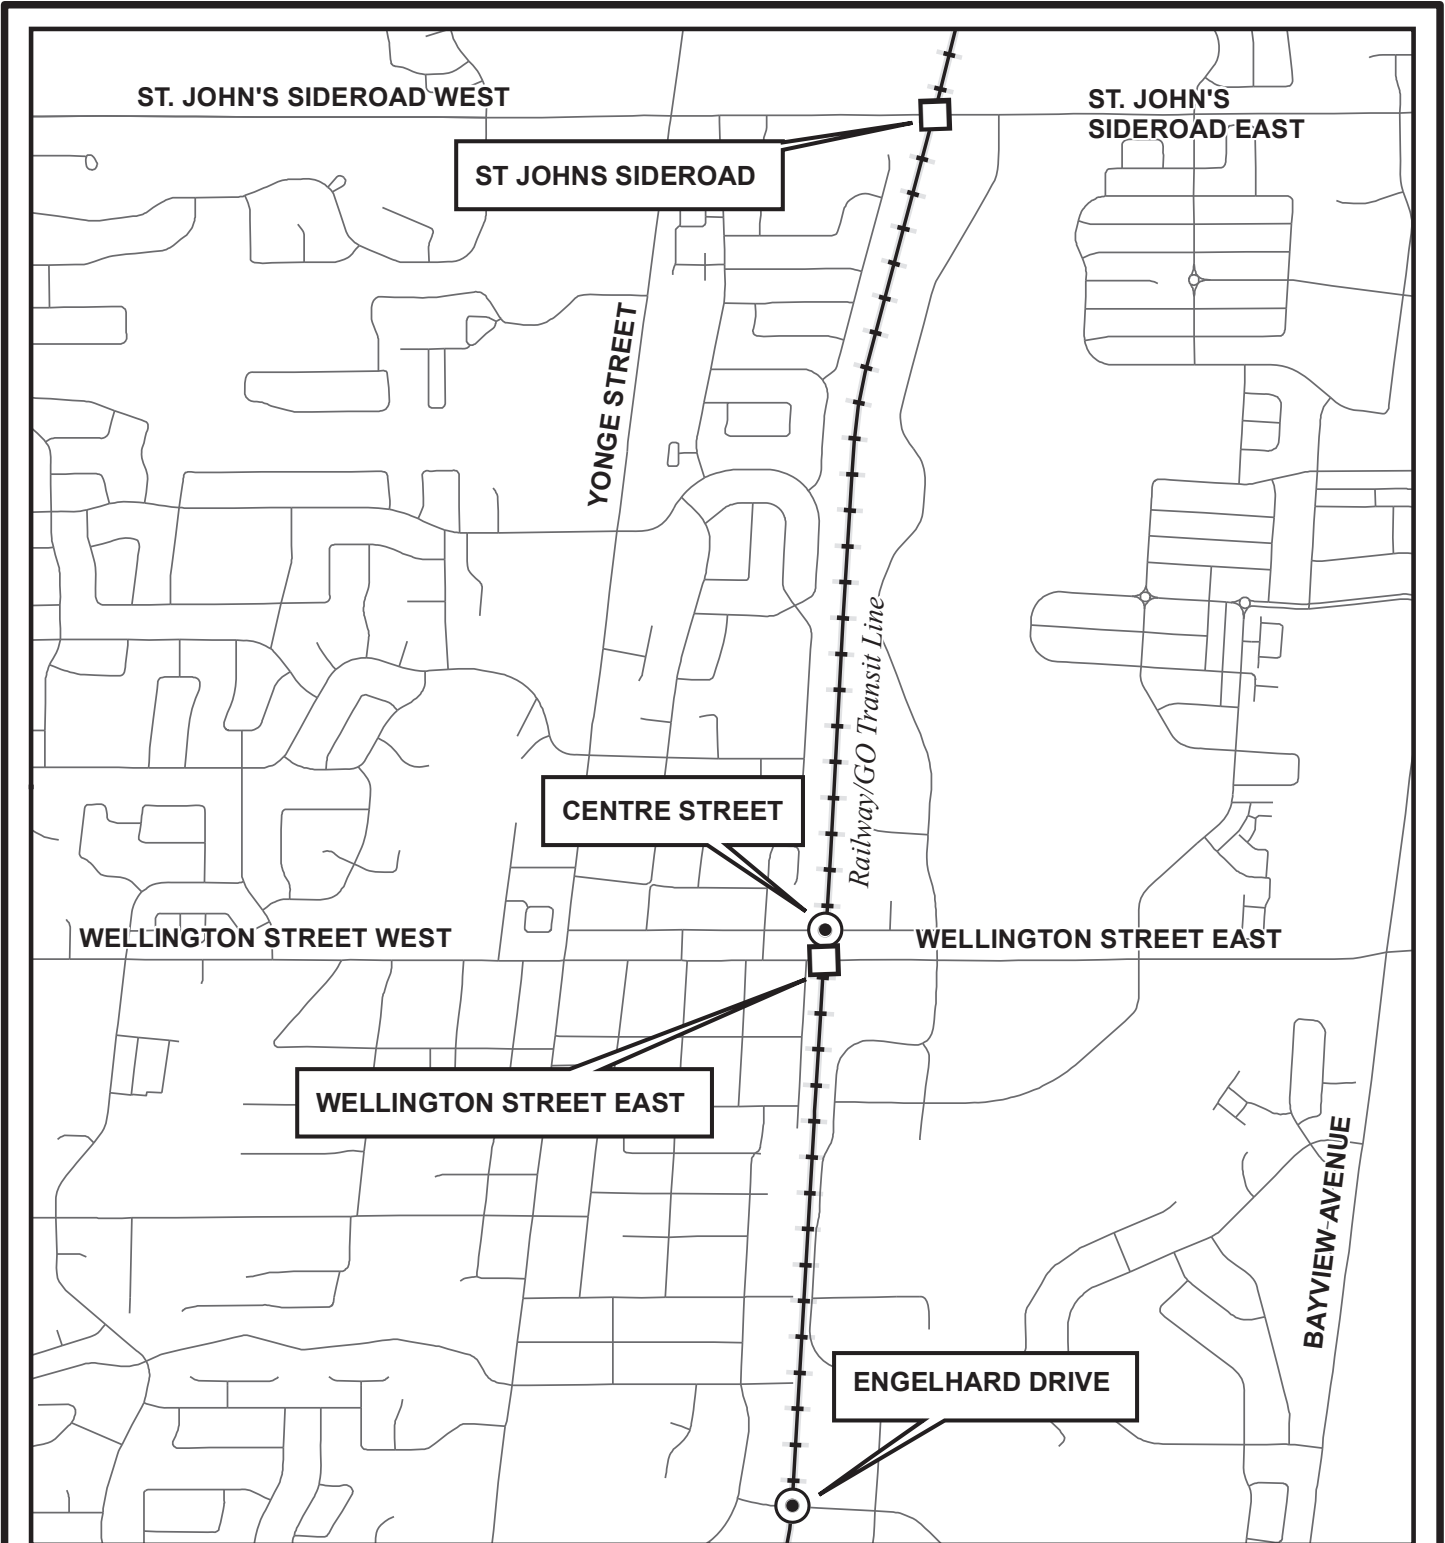 ST. JOHN'S SIDEROAD WEST
ST. JOHN'S
SIDEROAD EAST
ST JOHNS SIDEROAD
YONGE STREET
Railway/GO Transit Line
CENTRE STREET
WELLINGTON STREET WEST
WELLINGTON STREET EAST
WELLINGTON STREET EAST
BAYVIEW AVENUE
ENGELHARD DRIVE